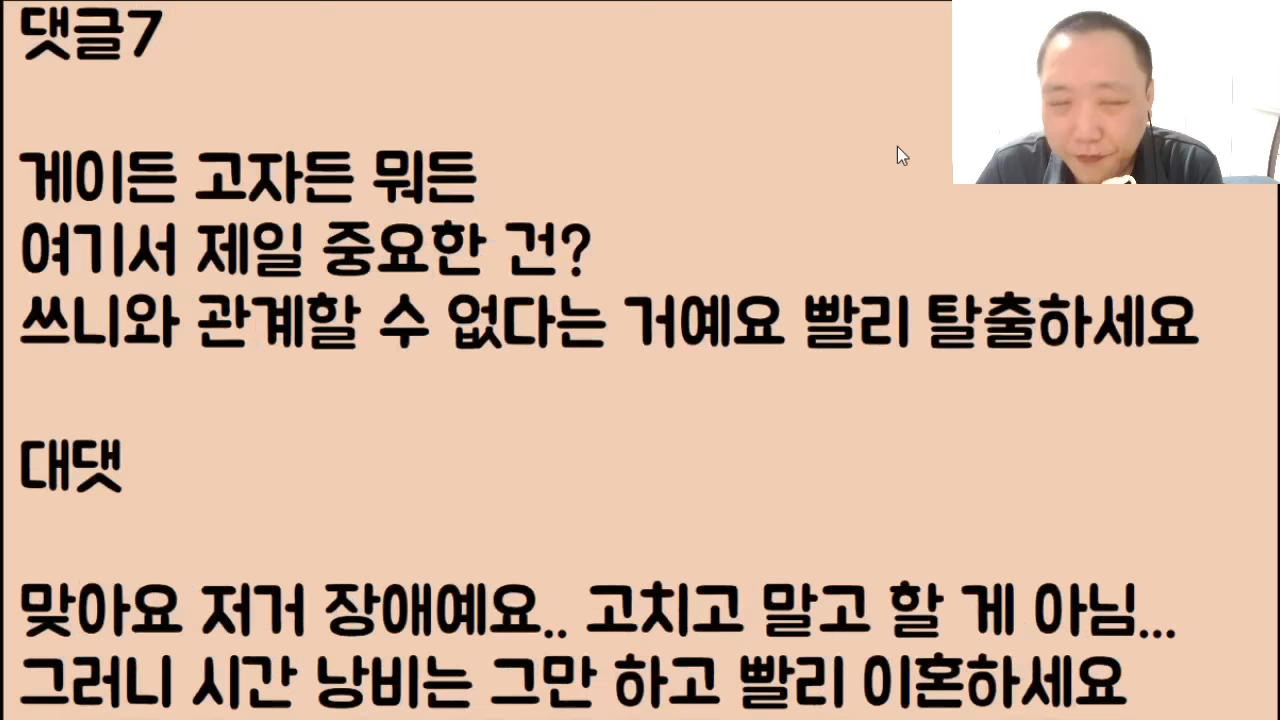 댓글7
게이든 고자든 뭐든
여기서 제일 중요한 건?
쓰니와 관계할 수 없다는 거예요 빨리 탈출하세요
대댓
맞아요 저거 장애예요.. 고치고 말고 할 게 아님...
그러니 시간 낭비는 그만 하고 빨리 이혼하세요